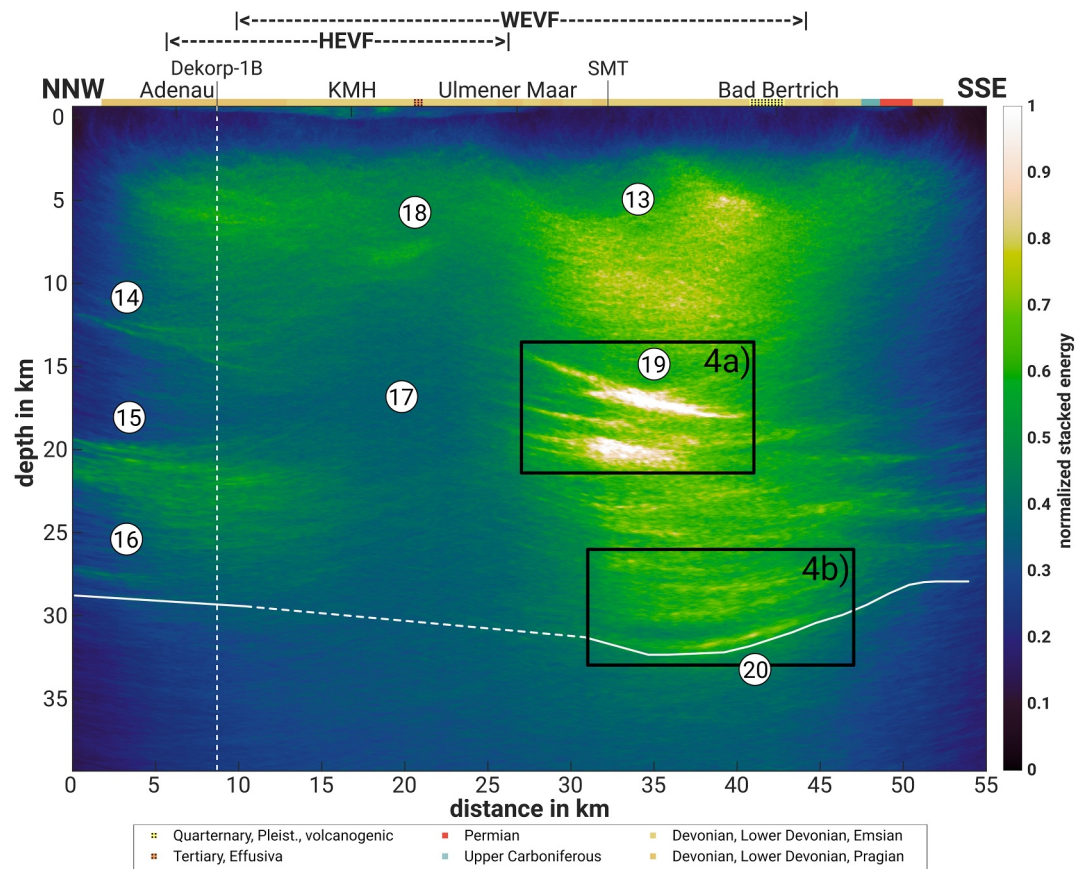 |<----------------------WEVF---------------------->|
|<-------------HEVF------------->|
Dekorp-1B SMT
NNW Adenau KMH Ulmener Maar Bad Bertrich SSE
0
5
10
15
20
25
30
35
depth in km
13
18
14
19
4a)
17
15
16
4b)
20
0 5 10 15 20 25 30 35 40 45 50 55
distance in km
1
0.9
0.8
0.7
0.6
0.5
0.4
0.3
0.2
0.1
0
normalized stacked energy
Quarternary, Pleist., volcanogenic Permian Devonian, Lower Devonian, Emsian
Tertiary, Effusiva Upper Carboniferous Devonian, Lower Devonian, Pragian